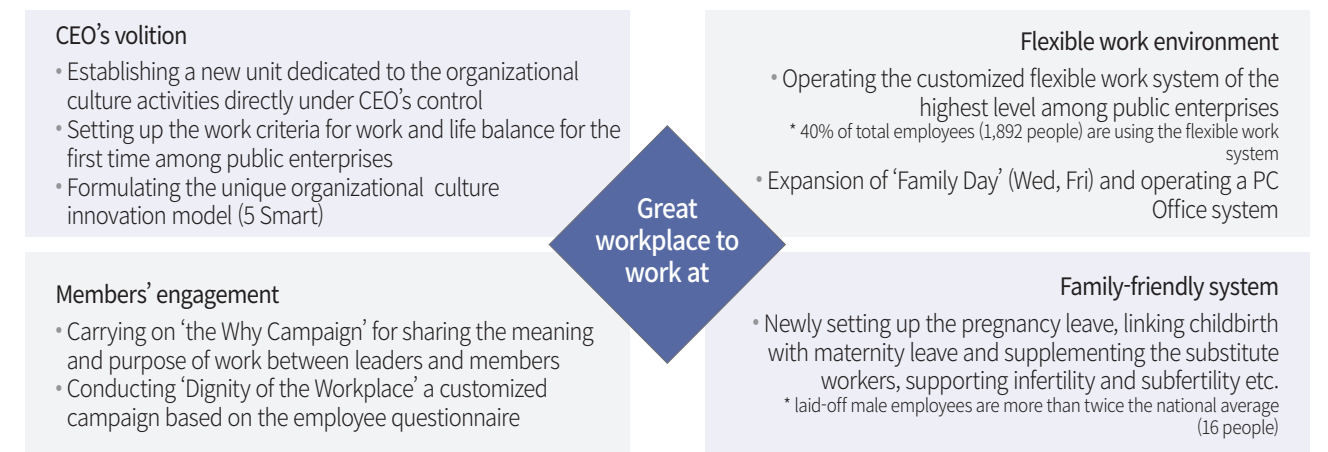 CEO’s volition
• Establishing a new unit dedicated to the organizational
culture activities directly under CEO’s control
• Setting up the work criteria for work and life balance for the
first time among public enterprises
• Formulating the unique organizational culture
innovation model (5 Smart)
Flexible work environment
• Operating the customized flexible work system of the
highest level among public enterprises
* 40% of total employees (1,892 people) are using the flexible work
system
• Expansion of ‘Family Day’ (Wed, Fri) and operating a PC
Office system
Great
workplace to
work at
Members’ engagement
• Carrying on ‘the Why Campaign’ for sharing the meaning
and purpose of work between leaders and members
• Conducting ‘Dignity of the Workplace’ a customized
campaign based on the employee questionnaire
Family-friendly system
• Newly setting up the pregnancy leave, linking childbirth
with maternity leave and supplementing the substitute
workers, supporting infertility and subfertility etc.
* laid-off male employees are more than twice the national average
(16 people)